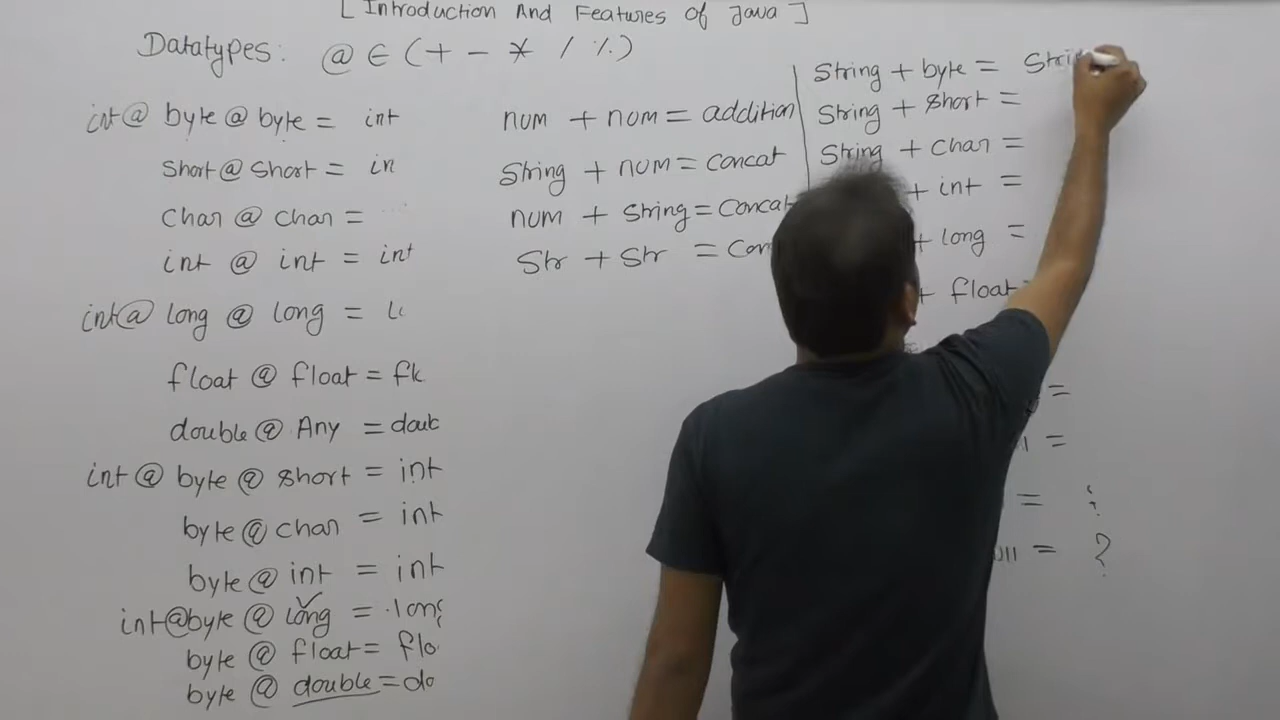 [ Introduction And Features of Java ]
Datatypes: @ ∈ (+ - * / %)
int@ byte @ byte = int
short @ short = in
char @ char =
int @ int = int
int@ long @ long = l
float @ float = fl
double @ Any = doub
int @ byte @ short = int
byte @ char = int
byte @ int = int
int@byte @ long = long
byte @ float = flo
byte @ double = do
num + num = addition
String + num = concat
num + string = concat
Str + Str = con
String + byte = Strin
String + short =
String + char =
+ int =
+ long =
+ float =
=
=
= ?
= ?